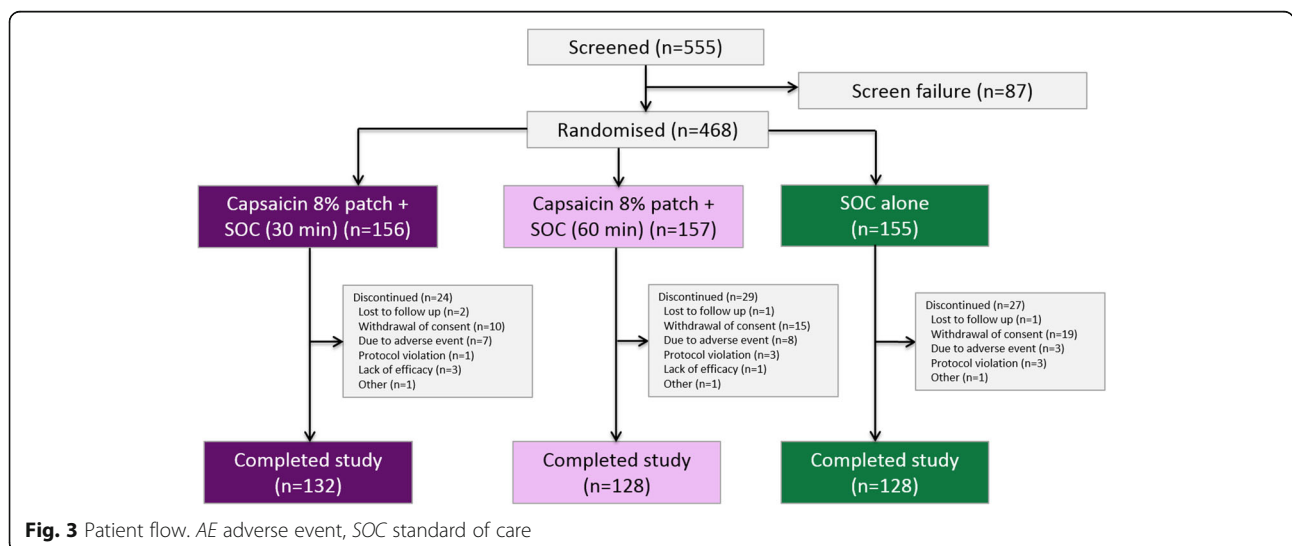 Screened (n=555)
Screen failure (n=87)
Randomised (n=468)
Capsaicin 8% patch +
SOC (30 min) (n=156)
Capsaicin 8% patch +
SOC (60 min) (n=157)
SOC alone
(n=155)
Discontinued (n=24)
Lost to follow up (n=2)
Withdrawal of consent (n=10)
Due to adverse event (n=7)
Protocol violation (n=1)
Lack of efficacy (n=3)
Other (n=1)
Discontinued (n=29)
Lost to follow up (n=1)
Withdrawal of consent (n=15)
Due to adverse event (n=8)
Protocol violation (n=3)
Lack of efficacy (n=1)
Other (n=1)
Discontinued (n=27)
Lost to follow up (n=1)
Withdrawal of consent (n=19)
Due to adverse event (n=3)
Protocol violation (n=3)
Other (n=1)
Completed study
(n=132)
Completed study
(n=128)
Completed study
(n=128)
Fig. 3 Patient flow. AE adverse event, SOC standard of care